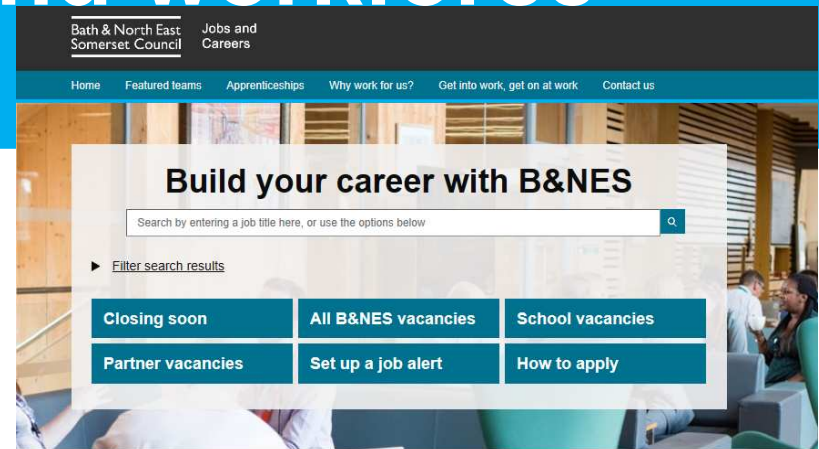 Bath & North East
Somerset Council
Jobs and
Careers
Home Featured teams Apprenticeships Why work for us? Get into work, get on at work Contact us
Build your career with B&NES
Search by entering a job title here, or use the options below
Filter search results
Closing soon All B&NES vacancies School vacancies
Partner vacancies Set up a job alert How to apply